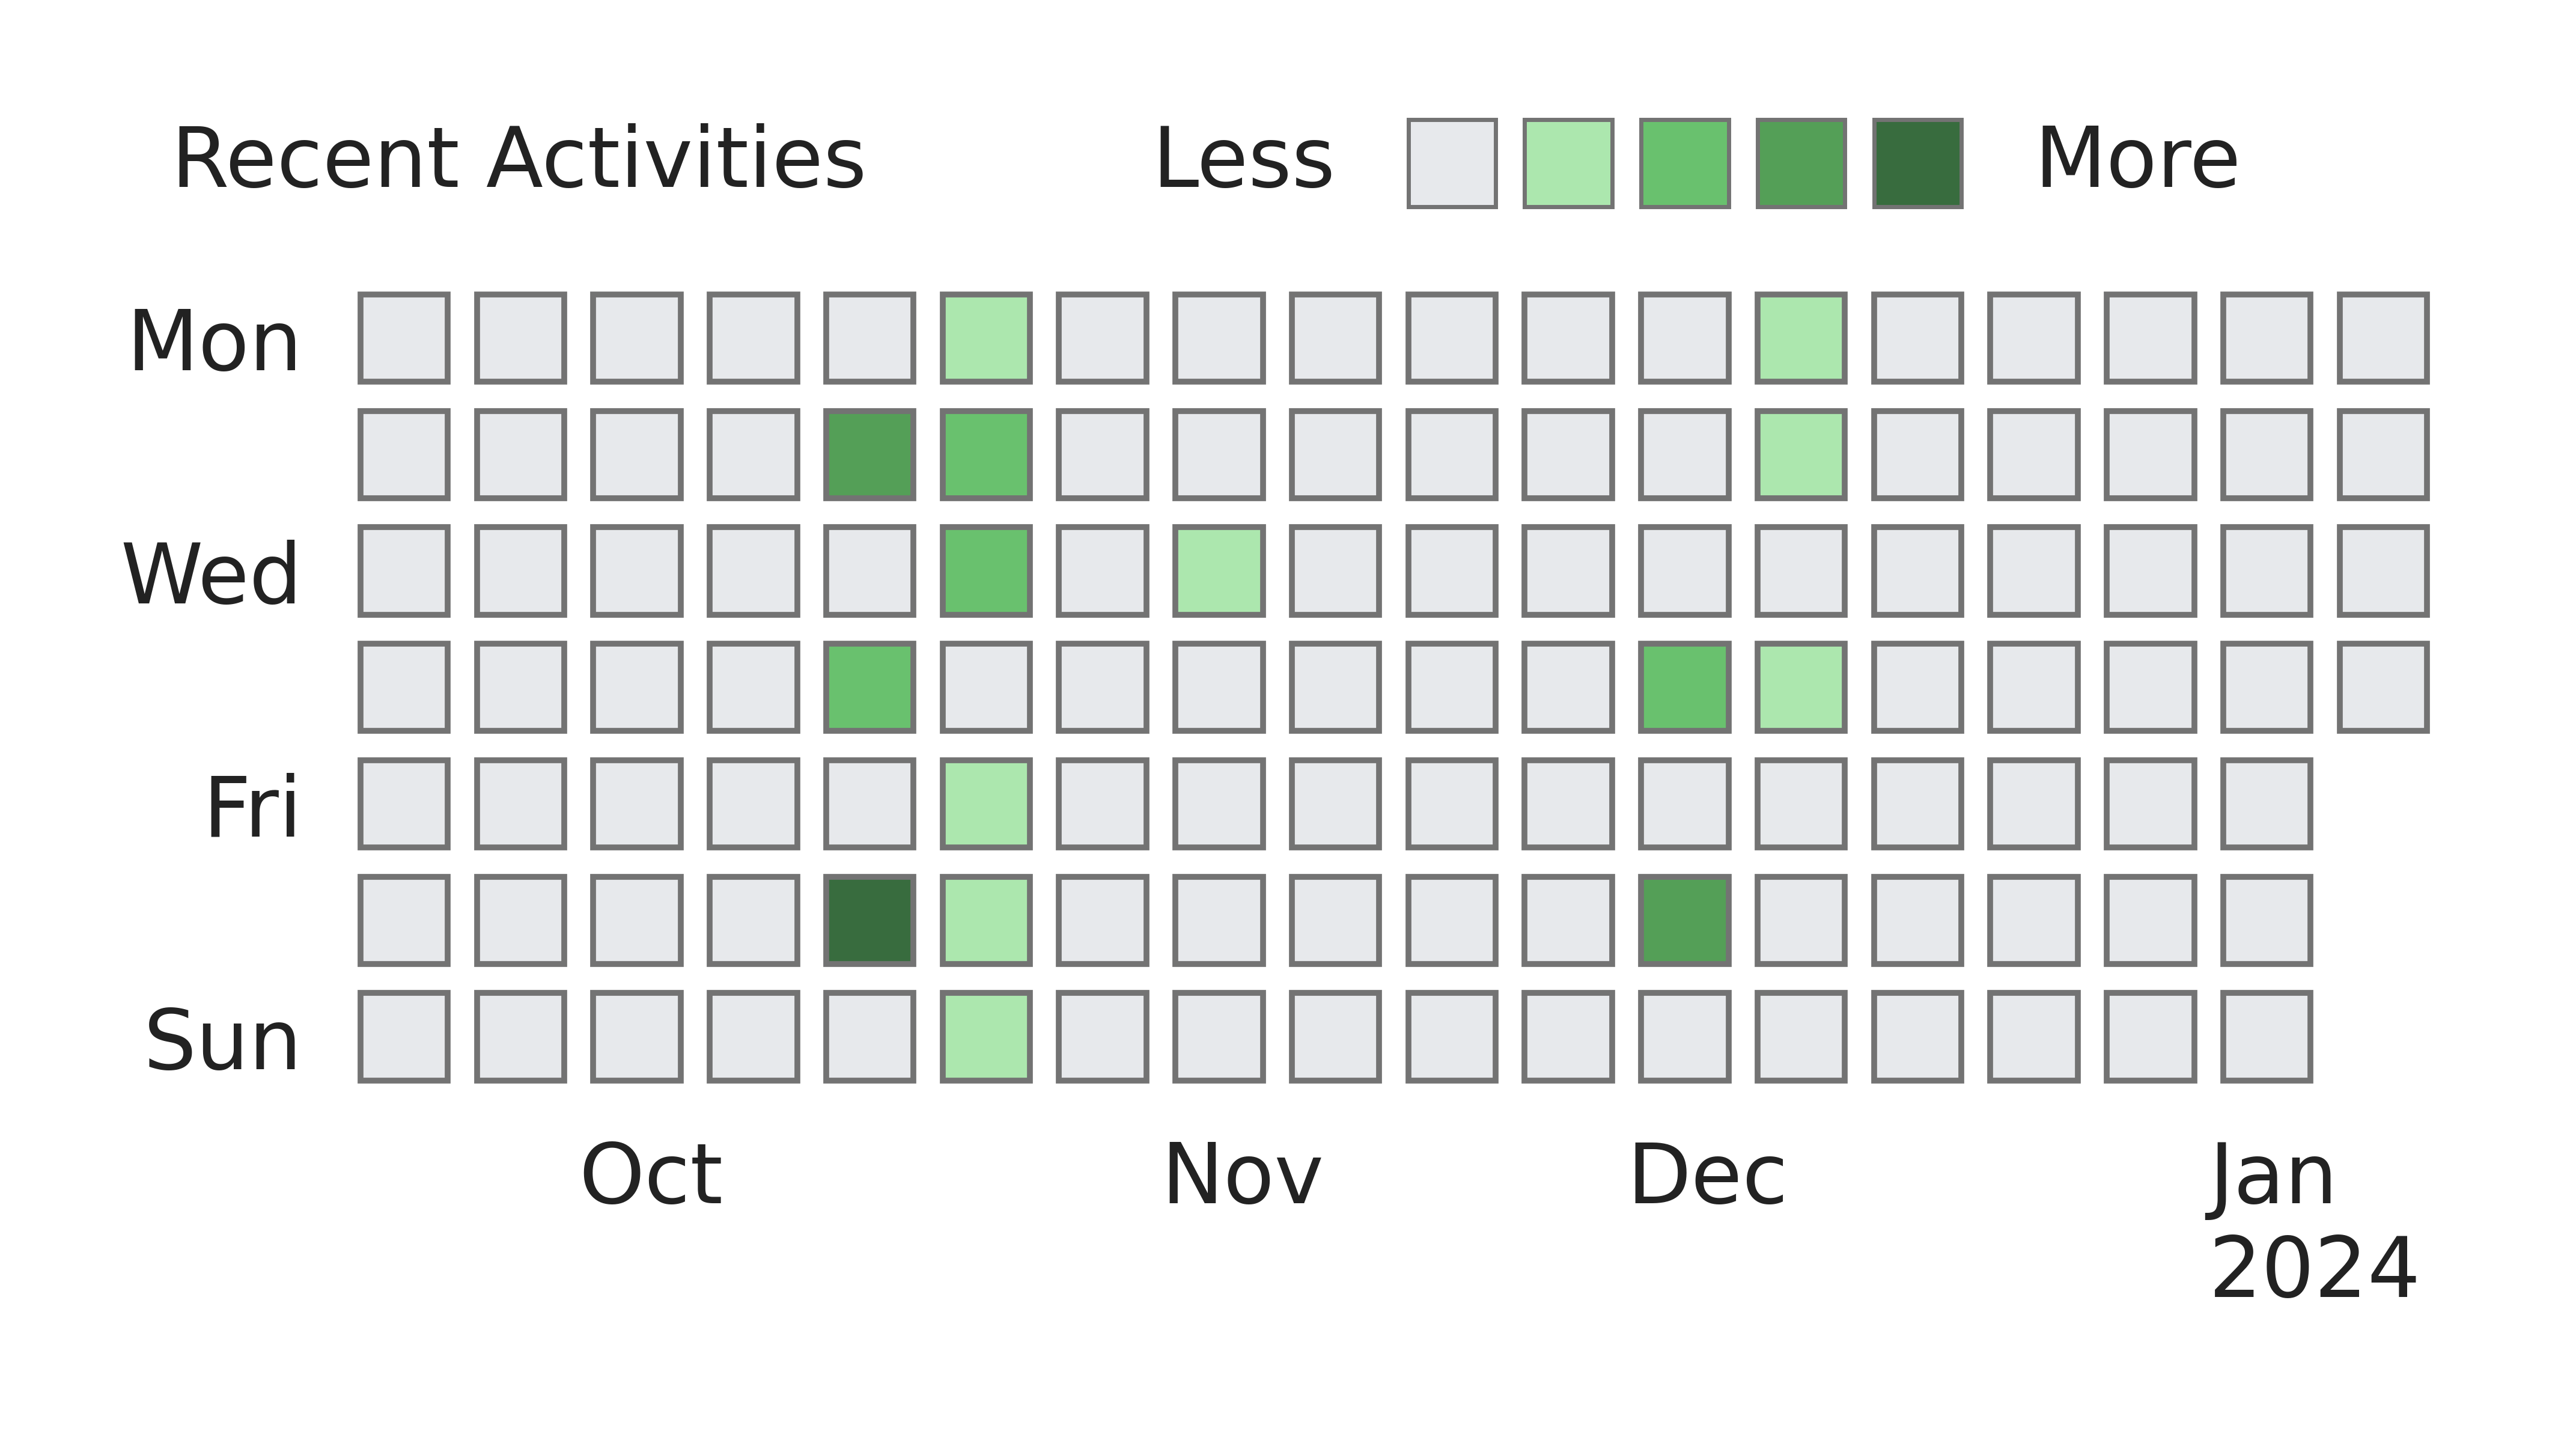 Recent Activities
Less
More
Mon
Wed
Fri
Sun
Oct
Nov
Dec
Jan
2024